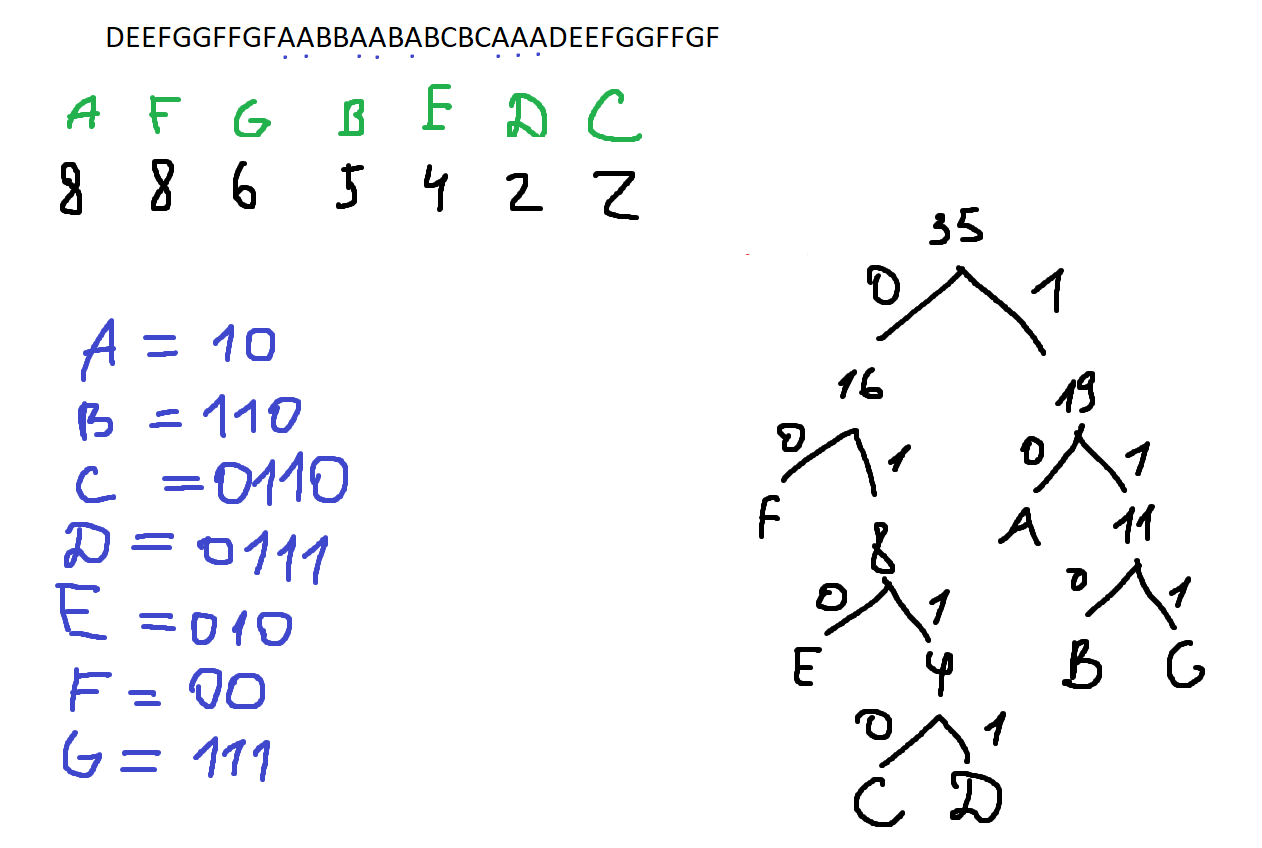 DEEFGGFFGFAABBAABABCBCAAADEEFGGFFGF
A F G B E D C
8 8 6 5 4 2 2
35
0 1
A = 10
16 19
B = 110
0 1 0 1
C = 0110
F 8 A 11
D = 0111
0 1 0 1
E = 010
E 4 B G
F = 00
0 1
G = 111
C D